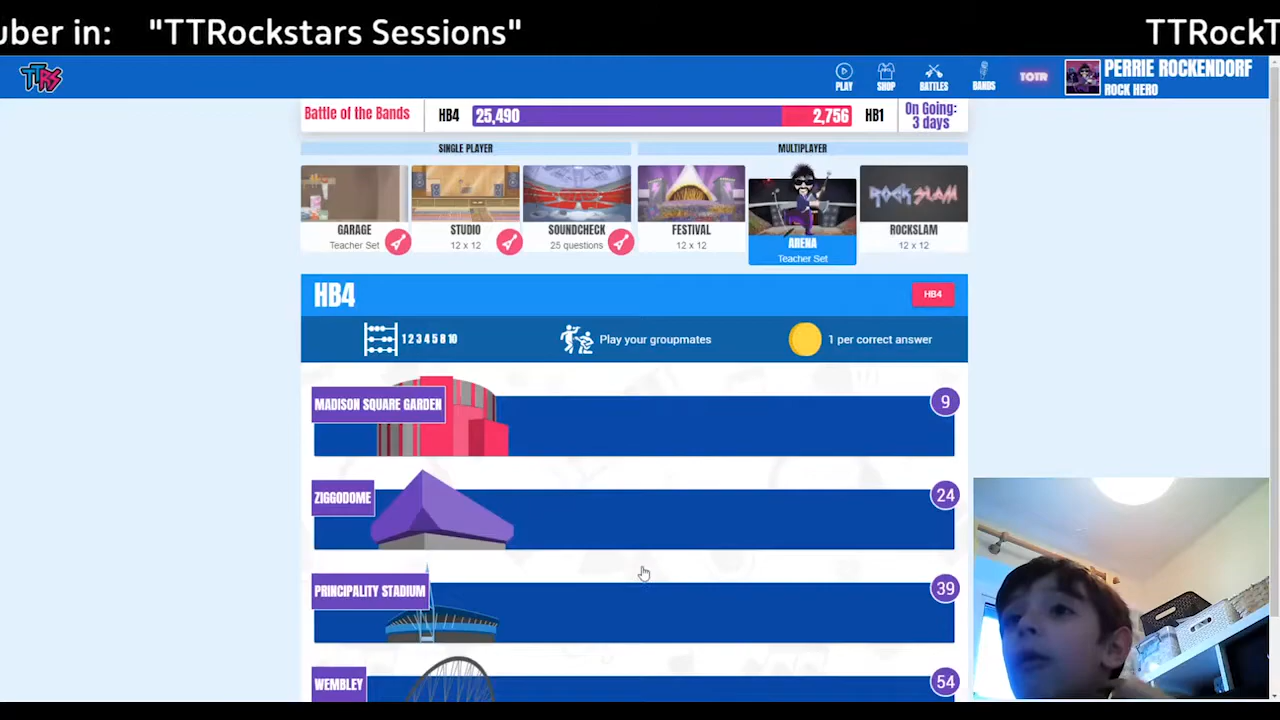 uber in: "TTRockstars Sessions" TTRockT
TTRS
PLAY
SHOP
BATTLES
BANDS
TOTR
PERRIE ROCKENDORF
ROCK HERO
Battle of the Bands
HB4
25,490
2,756
HB1
On Going:
3 days
SINGLE PLAYER
MULTIPLAYER
GARAGE
Teacher Set
STUDIO
12 x 12
SOUNDCHECK
25 questions
FESTIVAL
12 x 12
ARENA
Teacher Set
ROCK SLAM
ROCKSLAM
12 x 12
HB4
HB4
1 2 3 4 5 8 10
Play your groupmates
1 per correct answer
MADISON SQUARE GARDEN
9
ZIGGODOME
24
PRINCIPALITY STADIUM
39
WEMBLEY
54